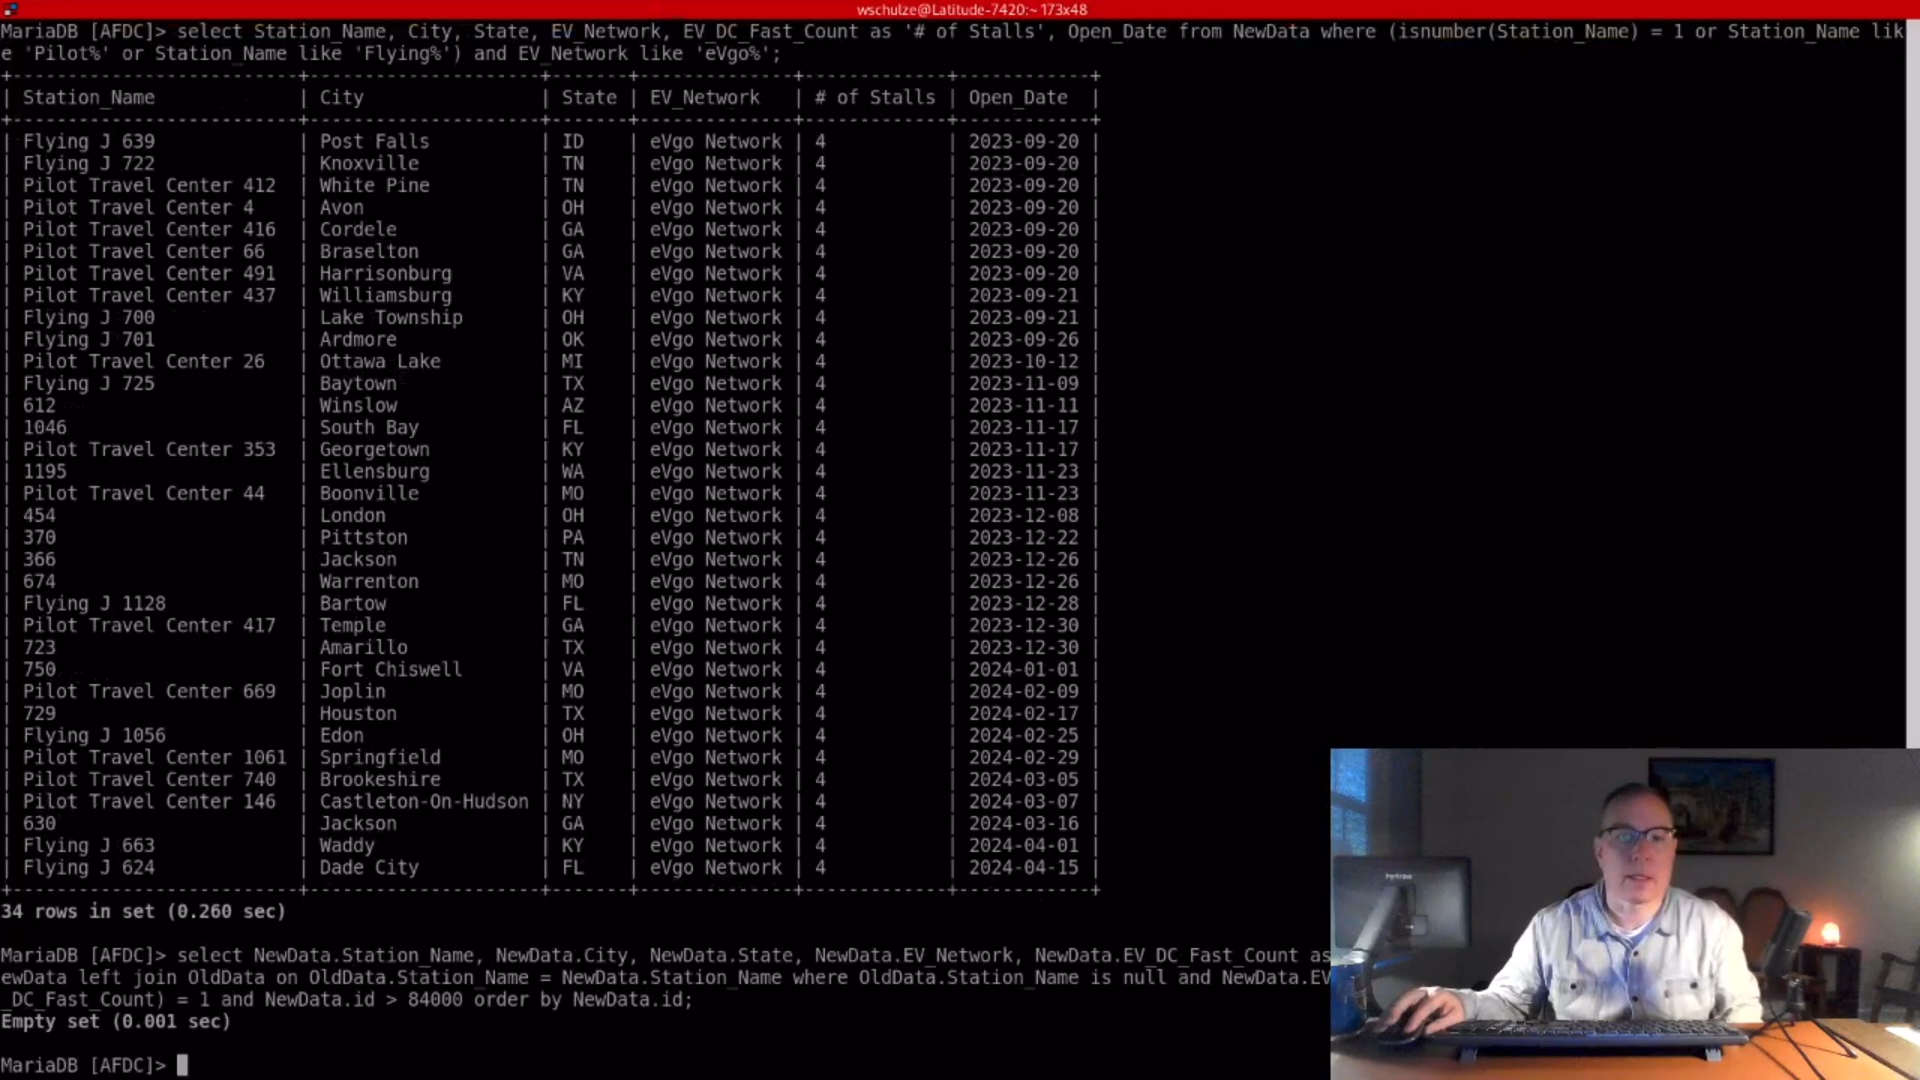 wschulze@Latitude-7420:~ 173x48
MariaDB [AFDC]> select Station_Name, City, State, EV_Network, EV_DC_Fast_Count as '# of Stalls', Open_Date from NewData where (isnumber(Station_Name) = 1 or Station_Name lik
e 'Pilot%' or Station_Name like 'Flying%') and EV_Network like 'eVgo%';
+--------------------------+---------------------+-------+--------------+-------------+------------+
| Station_Name | City | State | EV_Network | # of Stalls | Open_Date |
+--------------------------+---------------------+-------+--------------+-------------+------------+
| Flying J 639 | Post Falls | ID | eVgo Network | 4 | 2023-09-20 |
| Flying J 722 | Knoxville | TN | eVgo Network | 4 | 2023-09-20 |
| Pilot Travel Center 412 | White Pine | TN | eVgo Network | 4 | 2023-09-20 |
| Pilot Travel Center 4 | Avon | OH | eVgo Network | 4 | 2023-09-20 |
| Pilot Travel Center 416 | Cordele | GA | eVgo Network | 4 | 2023-09-20 |
| Pilot Travel Center 66 | Braselton | GA | eVgo Network | 4 | 2023-09-20 |
| Pilot Travel Center 491 | Harrisonburg | VA | eVgo Network | 4 | 2023-09-20 |
| Pilot Travel Center 437 | Williamsburg | KY | eVgo Network | 4 | 2023-09-21 |
| Flying J 700 | Lake Township | OH | eVgo Network | 4 | 2023-09-21 |
| Flying J 701 | Ardmore | OK | eVgo Network | 4 | 2023-09-26 |
| Pilot Travel Center 26 | Ottawa Lake | MI | eVgo Network | 4 | 2023-10-12 |
| Flying J 725 | Baytown | TX | eVgo Network | 4 | 2023-11-09 |
| 612 | Winslow | AZ | eVgo Network | 4 | 2023-11-11 |
| 1046 | South Bay | FL | eVgo Network | 4 | 2023-11-17 |
| Pilot Travel Center 353 | Georgetown | KY | eVgo Network | 4 | 2023-11-17 |
| 1195 | Ellensburg | WA | eVgo Network | 4 | 2023-11-23 |
| Pilot Travel Center 44 | Boonville | MO | eVgo Network | 4 | 2023-11-23 |
| 454 | London | OH | eVgo Network | 4 | 2023-12-08 |
| 370 | Pittston | PA | eVgo Network | 4 | 2023-12-22 |
| 366 | Jackson | TN | eVgo Network | 4 | 2023-12-26 |
| 674 | Warrenton | MO | eVgo Network | 4 | 2023-12-26 |
| Flying J 1128 | Bartow | FL | eVgo Network | 4 | 2023-12-28 |
| Pilot Travel Center 417 | Temple | GA | eVgo Network | 4 | 2023-12-30 |
| 723 | Amarillo | TX | eVgo Network | 4 | 2023-12-30 |
| 750 | Fort Chiswell | VA | eVgo Network | 4 | 2024-01-01 |
| Pilot Travel Center 669 | Joplin | MO | eVgo Network | 4 | 2024-02-09 |
| 729 | Houston | TX | eVgo Network | 4 | 2024-02-17 |
| Flying J 1056 | Edon | OH | eVgo Network | 4 | 2024-02-25 |
| Pilot Travel Center 1061 | Springfield | MO | eVgo Network | 4 | 2024-02-29 |
| Pilot Travel Center 740 | Brookeshire | TX | eVgo Network | 4 | 2024-03-05 |
| Pilot Travel Center 146 | Castleton-On-Hudson | NY | eVgo Network | 4 | 2024-03-07 |
| 630 | Jackson | GA | eVgo Network | 4 | 2024-03-16 |
| Flying J 663 | Waddy | KY | eVgo Network | 4 | 2024-04-01 |
| Flying J 624 | Dade City | FL | eVgo Network | 4 | 2024-04-15 |
+--------------------------+---------------------+-------+--------------+-------------+------------+
34 rows in set (0.260 sec)
MariaDB [AFDC]> select NewData.Station_Name, NewData.City, NewData.State, NewData.EV_Network, NewData.EV_DC_Fast_Count as
ewData left join OldData on OldData.Station_Name = NewData.Station_Name where OldData.Station_Name is null and NewData.EV
_DC_Fast_Count) = 1 and NewData.id > 84000 order by NewData.id;
Empty set (0.001 sec)
MariaDB [AFDC]>